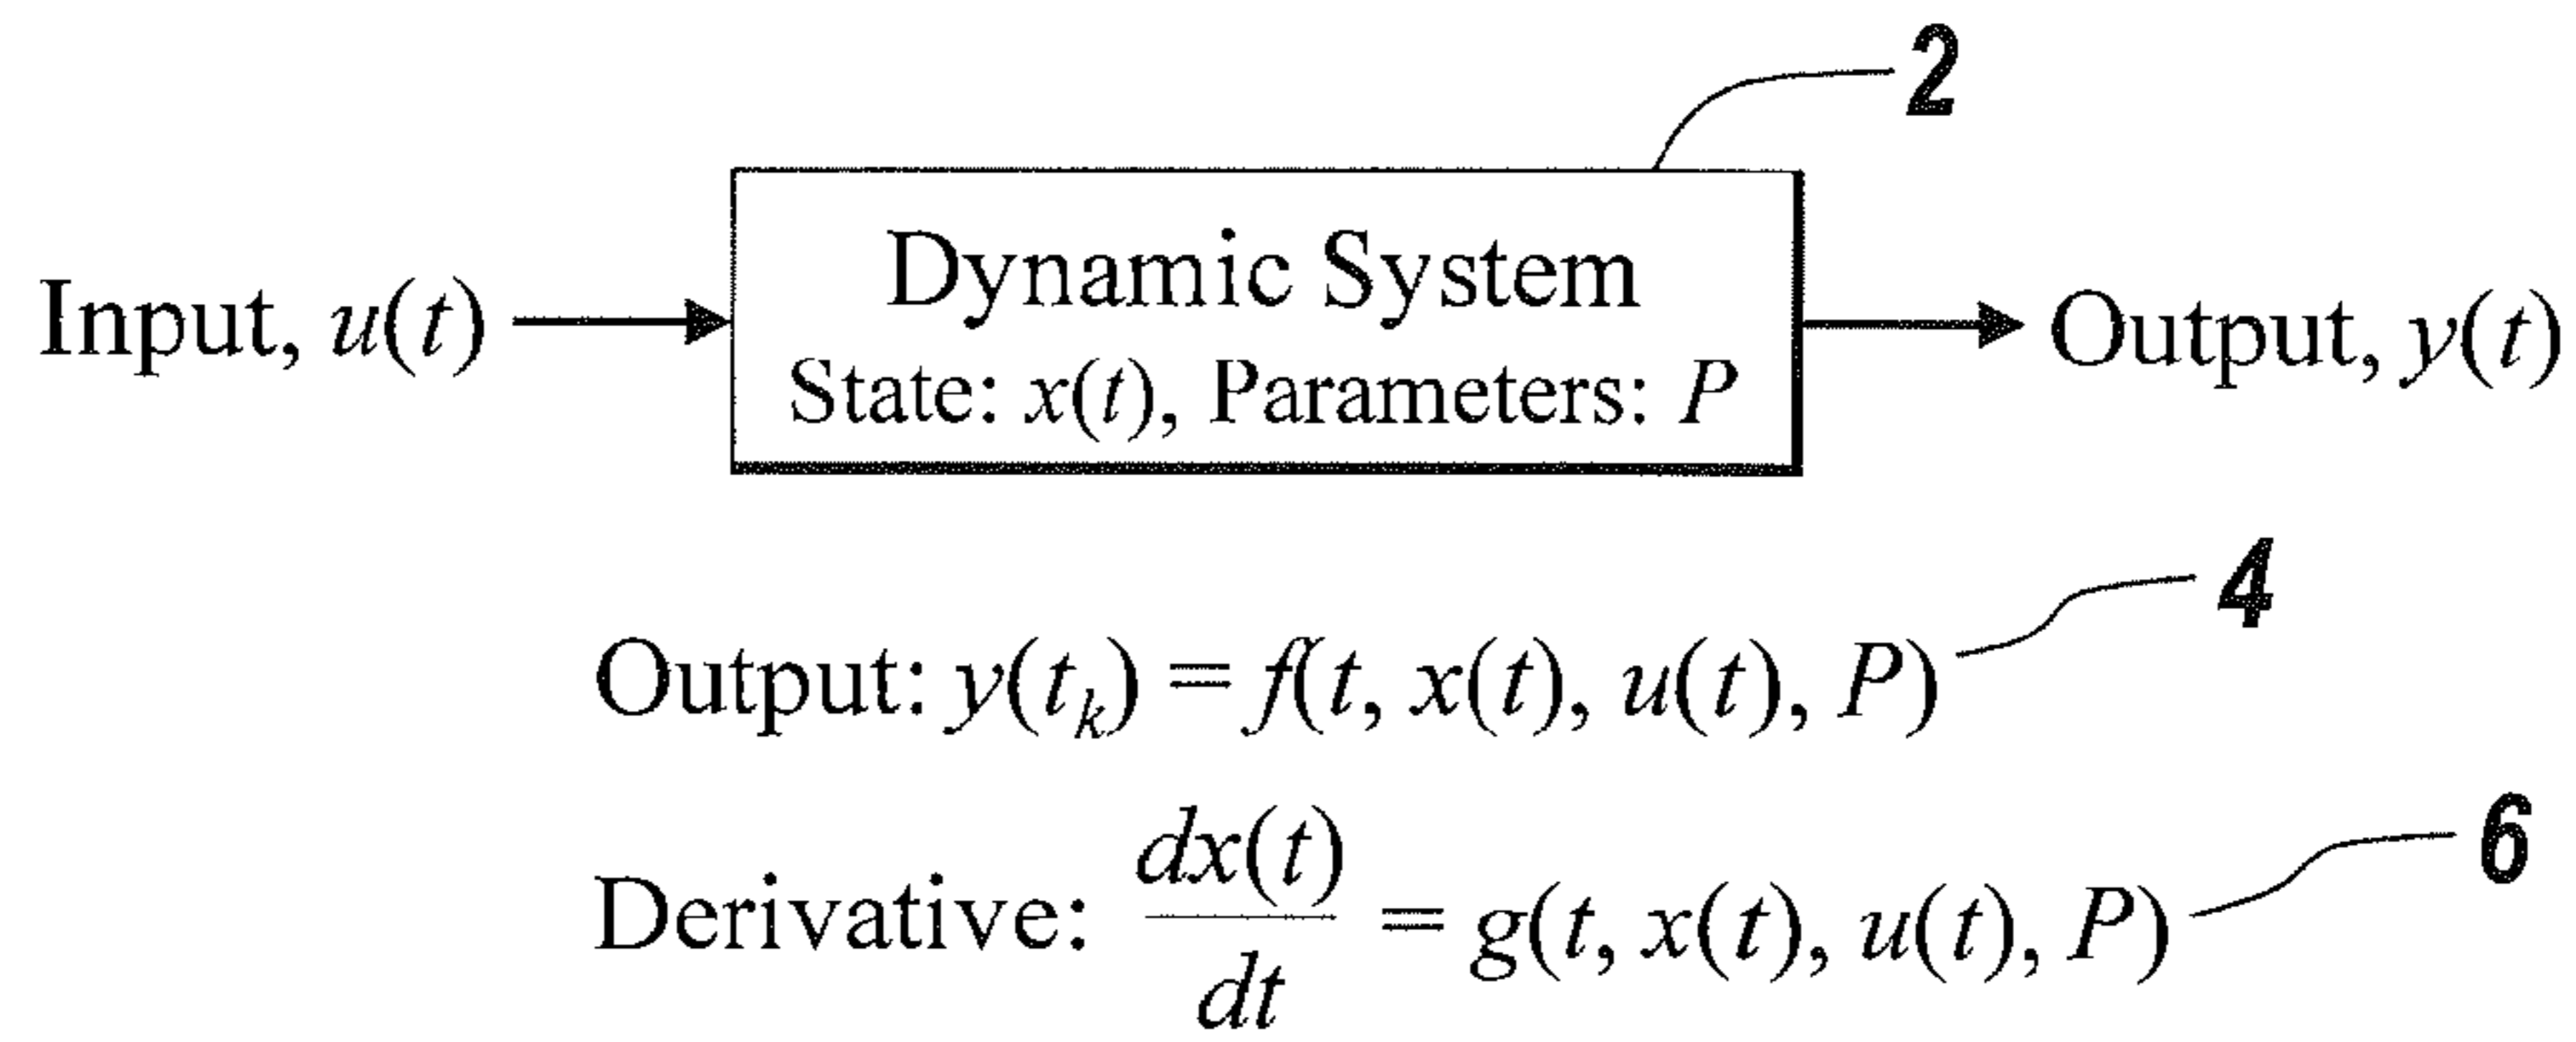 2
Dynamic System
Input, u(t)
State: x(t), Parameters: P
Output, y(t)
4
Output: y(t_k) = f(t, x(t), u(t), P)
6
Derivative: dx(t)/dt = g(t, x(t), u(t), P)